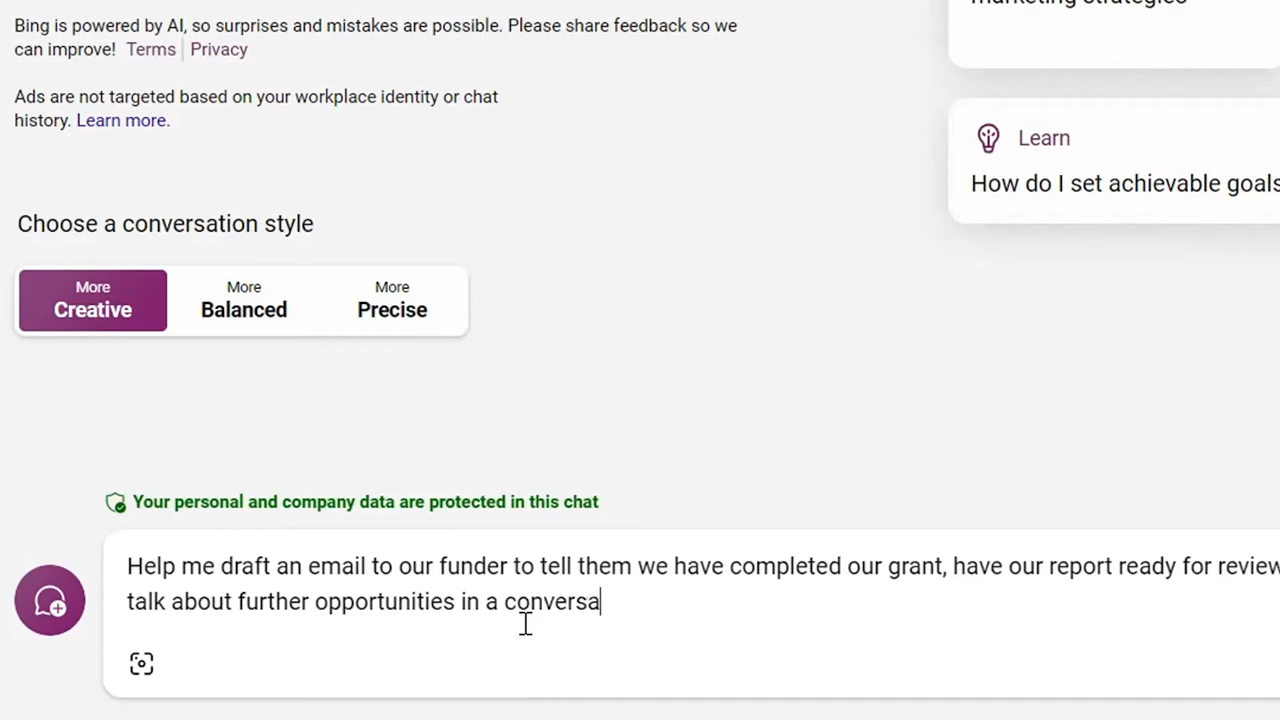 Bing is powered by AI, so surprises and mistakes are possible. Please share feedback so we
can improve! Terms Privacy
Ads are not targeted based on your workplace identity or chat
history. Learn more.
marketing strategies
Learn
How do I set achievable goals
Choose a conversation style
More Creative
More Balanced
More Precise
Your personal and company data are protected in this chat
Help me draft an email to our funder to tell them we have completed our grant, have our report ready for review
talk about further opportunities in a conversa